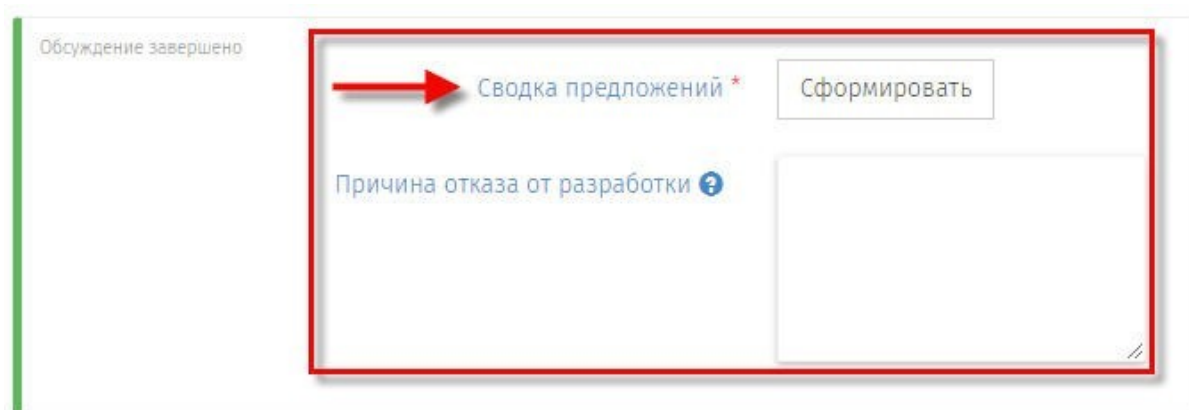 Обсуждение завершено
Сводка предложений * Сформировать
Причина отказа от разработки ?